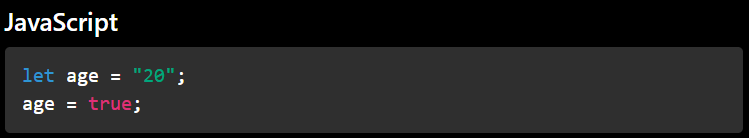 JavaScript
let age = "20";
age = true;